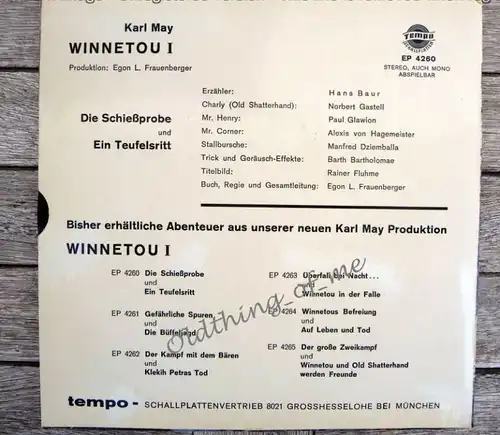 Karl May
WINNETOU I
Produktion: Egon L. Frauenberger
Tempo
SCHALLPLATTEN
EP 4260
STEREO, AUCH MONO
ABSPIELBAR
Die Schießprobe
und
Ein Teufelsritt
Erzähler: Hans Baur
Charly (Old Shatterhand): Norbert Gastell
Mr. Henry: Paul Glawion
Mr. Corner: Alexis von Hagemeister
Stallbursche: Manfred Dziemballa
Trick und Geräusch-Effekte: Barth Bartholomae
Titelbild: Rainer Fluhme
Buch, Regie und Gesamtleitung: Egon L. Frauenberger
Bisher erhältliche Abenteuer aus unserer neuen Karl May Produktion
WINNETOU I
EP 4260 Die Schießprobe
und
Ein Teufelsritt
EP 4261 Gefährliche Spuren
und
Die Büffeljagd
EP 4262 Der Kampf mit dem Bären
und
Klekih Petras Tod
EP 4263 Überfall bei Nacht...
und
Winnetou in der Falle
EP 4264 Winnetous Befreiung
und
Auf Leben und Tod
EP 4265 Der große Zweikampf
und
Winnetou und Old Shatterhand
werden Freunde
Oldthing_of_me
tempo - SCHALLPLATTENVERTRIEB 8021 GROSSHESSELOHE BEI MÜNCHEN